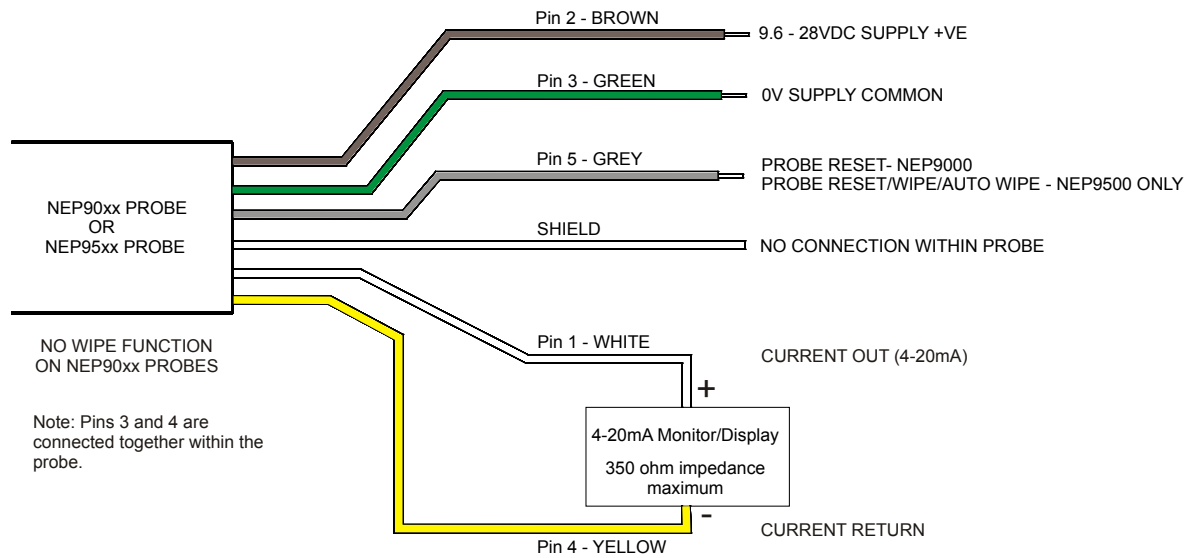 Pin 2 - BROWN
9.6 - 28VDC SUPPLY +VE
Pin 3 - GREEN
0V SUPPLY COMMON
Pin 5 - GREY
PROBE RESET- NEP9000
PROBE RESET/WIPE/AUTO WIPE - NEP9500 ONLY
NEP90xx PROBE
OR
NEP95xx PROBE
SHIELD
NO CONNECTION WITHIN PROBE
NO WIPE FUNCTION
ON NEP90xx PROBES
Pin 1 - WHITE
CURRENT OUT (4-20mA)
+
Note: Pins 3 and 4 are
connected together within the
probe.
4-20mA Monitor/Display
350 ohm impedance
maximum
-
CURRENT RETURN
Pin 4 - YELLOW